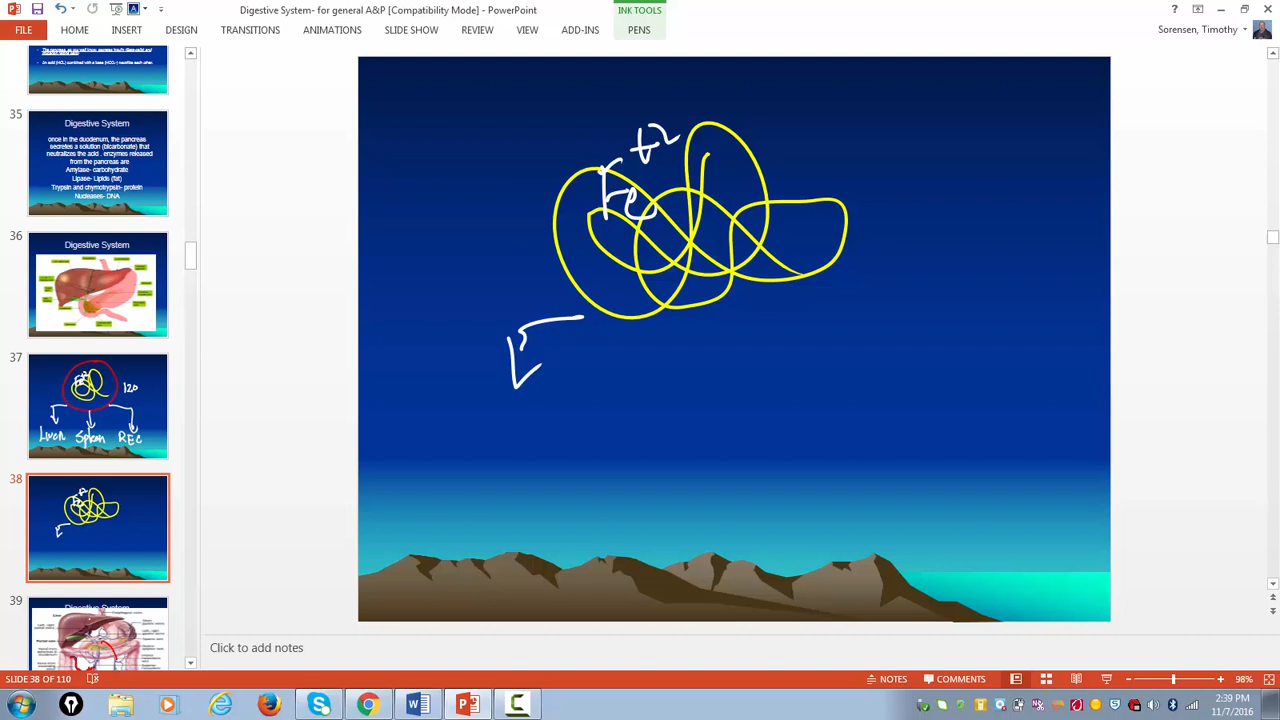 Digestive System- for general A&P [Compatibility Mode] - PowerPoint
INK TOOLS
FILE
HOME
INSERT
DESIGN
TRANSITIONS
ANIMATIONS
SLIDE SHOW
REVIEW
VIEW
ADD-INS
PENS
Sorensen, Timothy
35
Digestive System
once in the duodenum, the pancreas
secretes a solution (bicarbonate) that
neutralizes the acid . enzymes released
from the pancreas are
Amylase- carbohydrate
Lipase- Lipids (fat)
Trypsin and chymotrypsin- protein
Nucleases- DNA
36
Digestive System
37
120
Liver Spleen
38
39
Digestive System
+2
Fe
Click to add notes
SLIDE 38 OF 110
NOTES
COMMENTS
98%
2:39 PM
11/7/2016